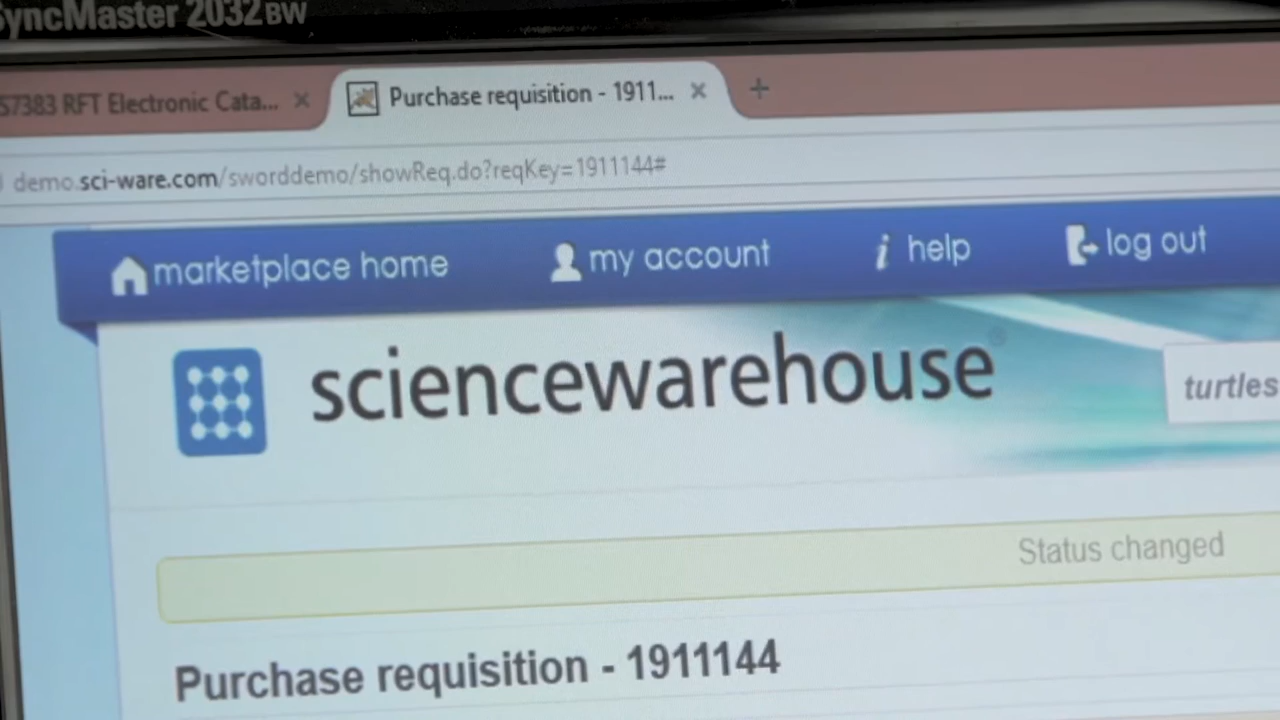 SyncMaster 2032BW
S7383 RFT Electronic Cata... Purchase requisition - 1911...
demo.sci-ware.com/sworddemo/showReq.do?reqKey=1911144#
marketplace home my account help log out
sciencewarehouse
turtles
Status changed
Purchase requisition - 1911144